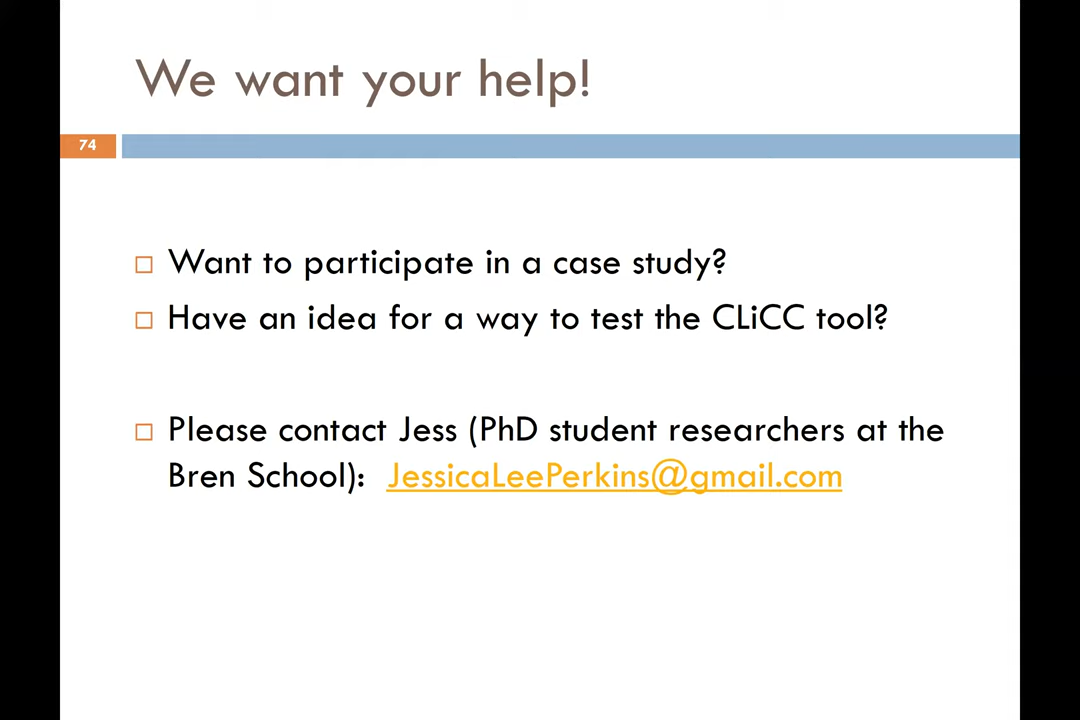 We want your help!
74
Want to participate in a case study?
Have an idea for a way to test the CLiCC tool?
Please contact Jess (PhD student researchers at the
Bren School): JessicaLeePerkins@gmail.com